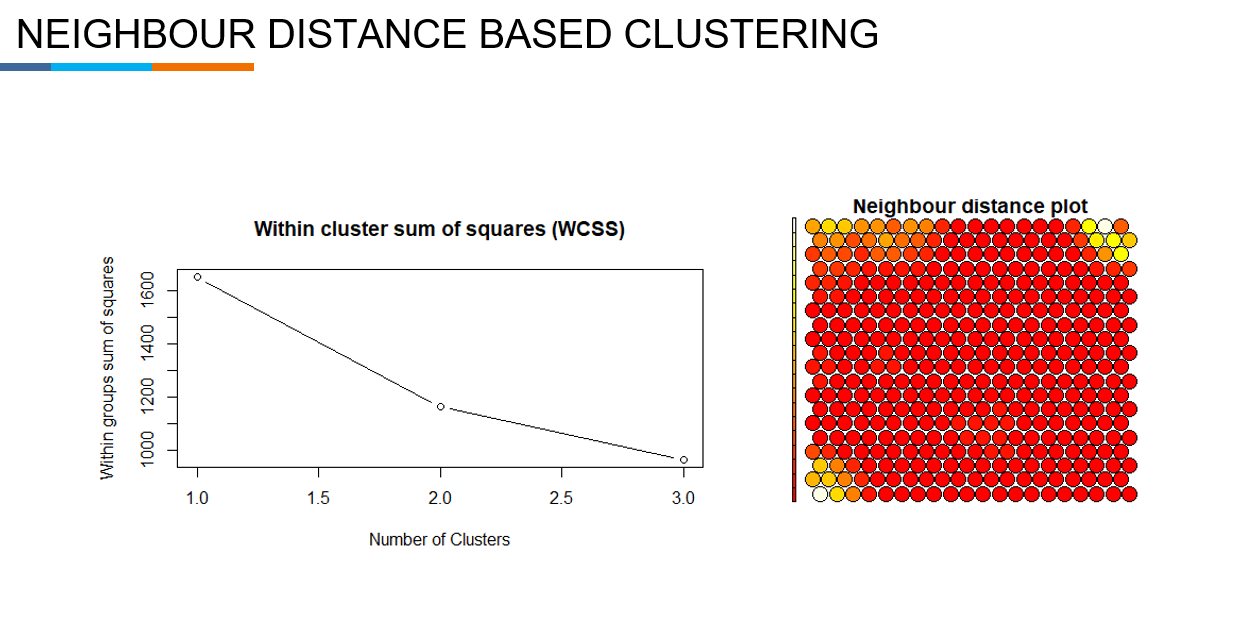 NEIGHBOUR DISTANCE BASED CLUSTERING
Within cluster sum of squares (WCSS)
Within groups sum of squares
1600
1400
1200
1000
1.0 1.5 2.0 2.5 3.0
Number of Clusters
Neighbour distance plot